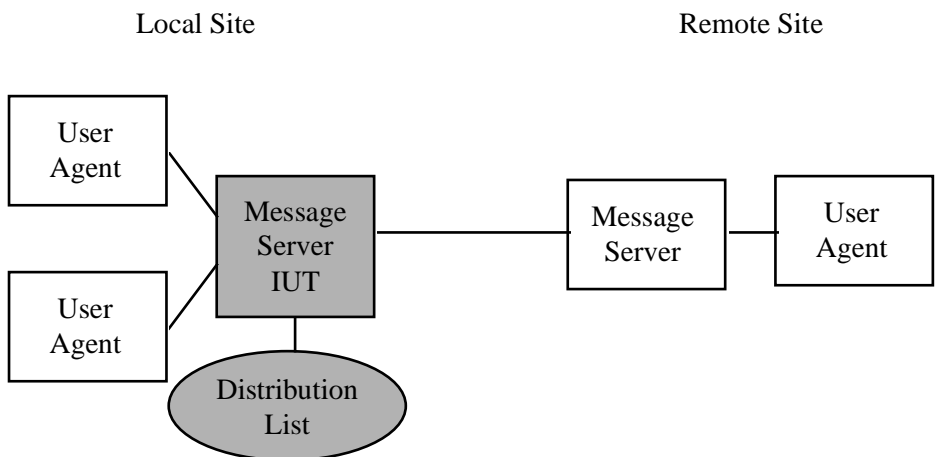 Local Site
Remote Site
User
Agent
Message
Server
IUT
Message
Server
User
Agent
User
Agent
Distribution
List